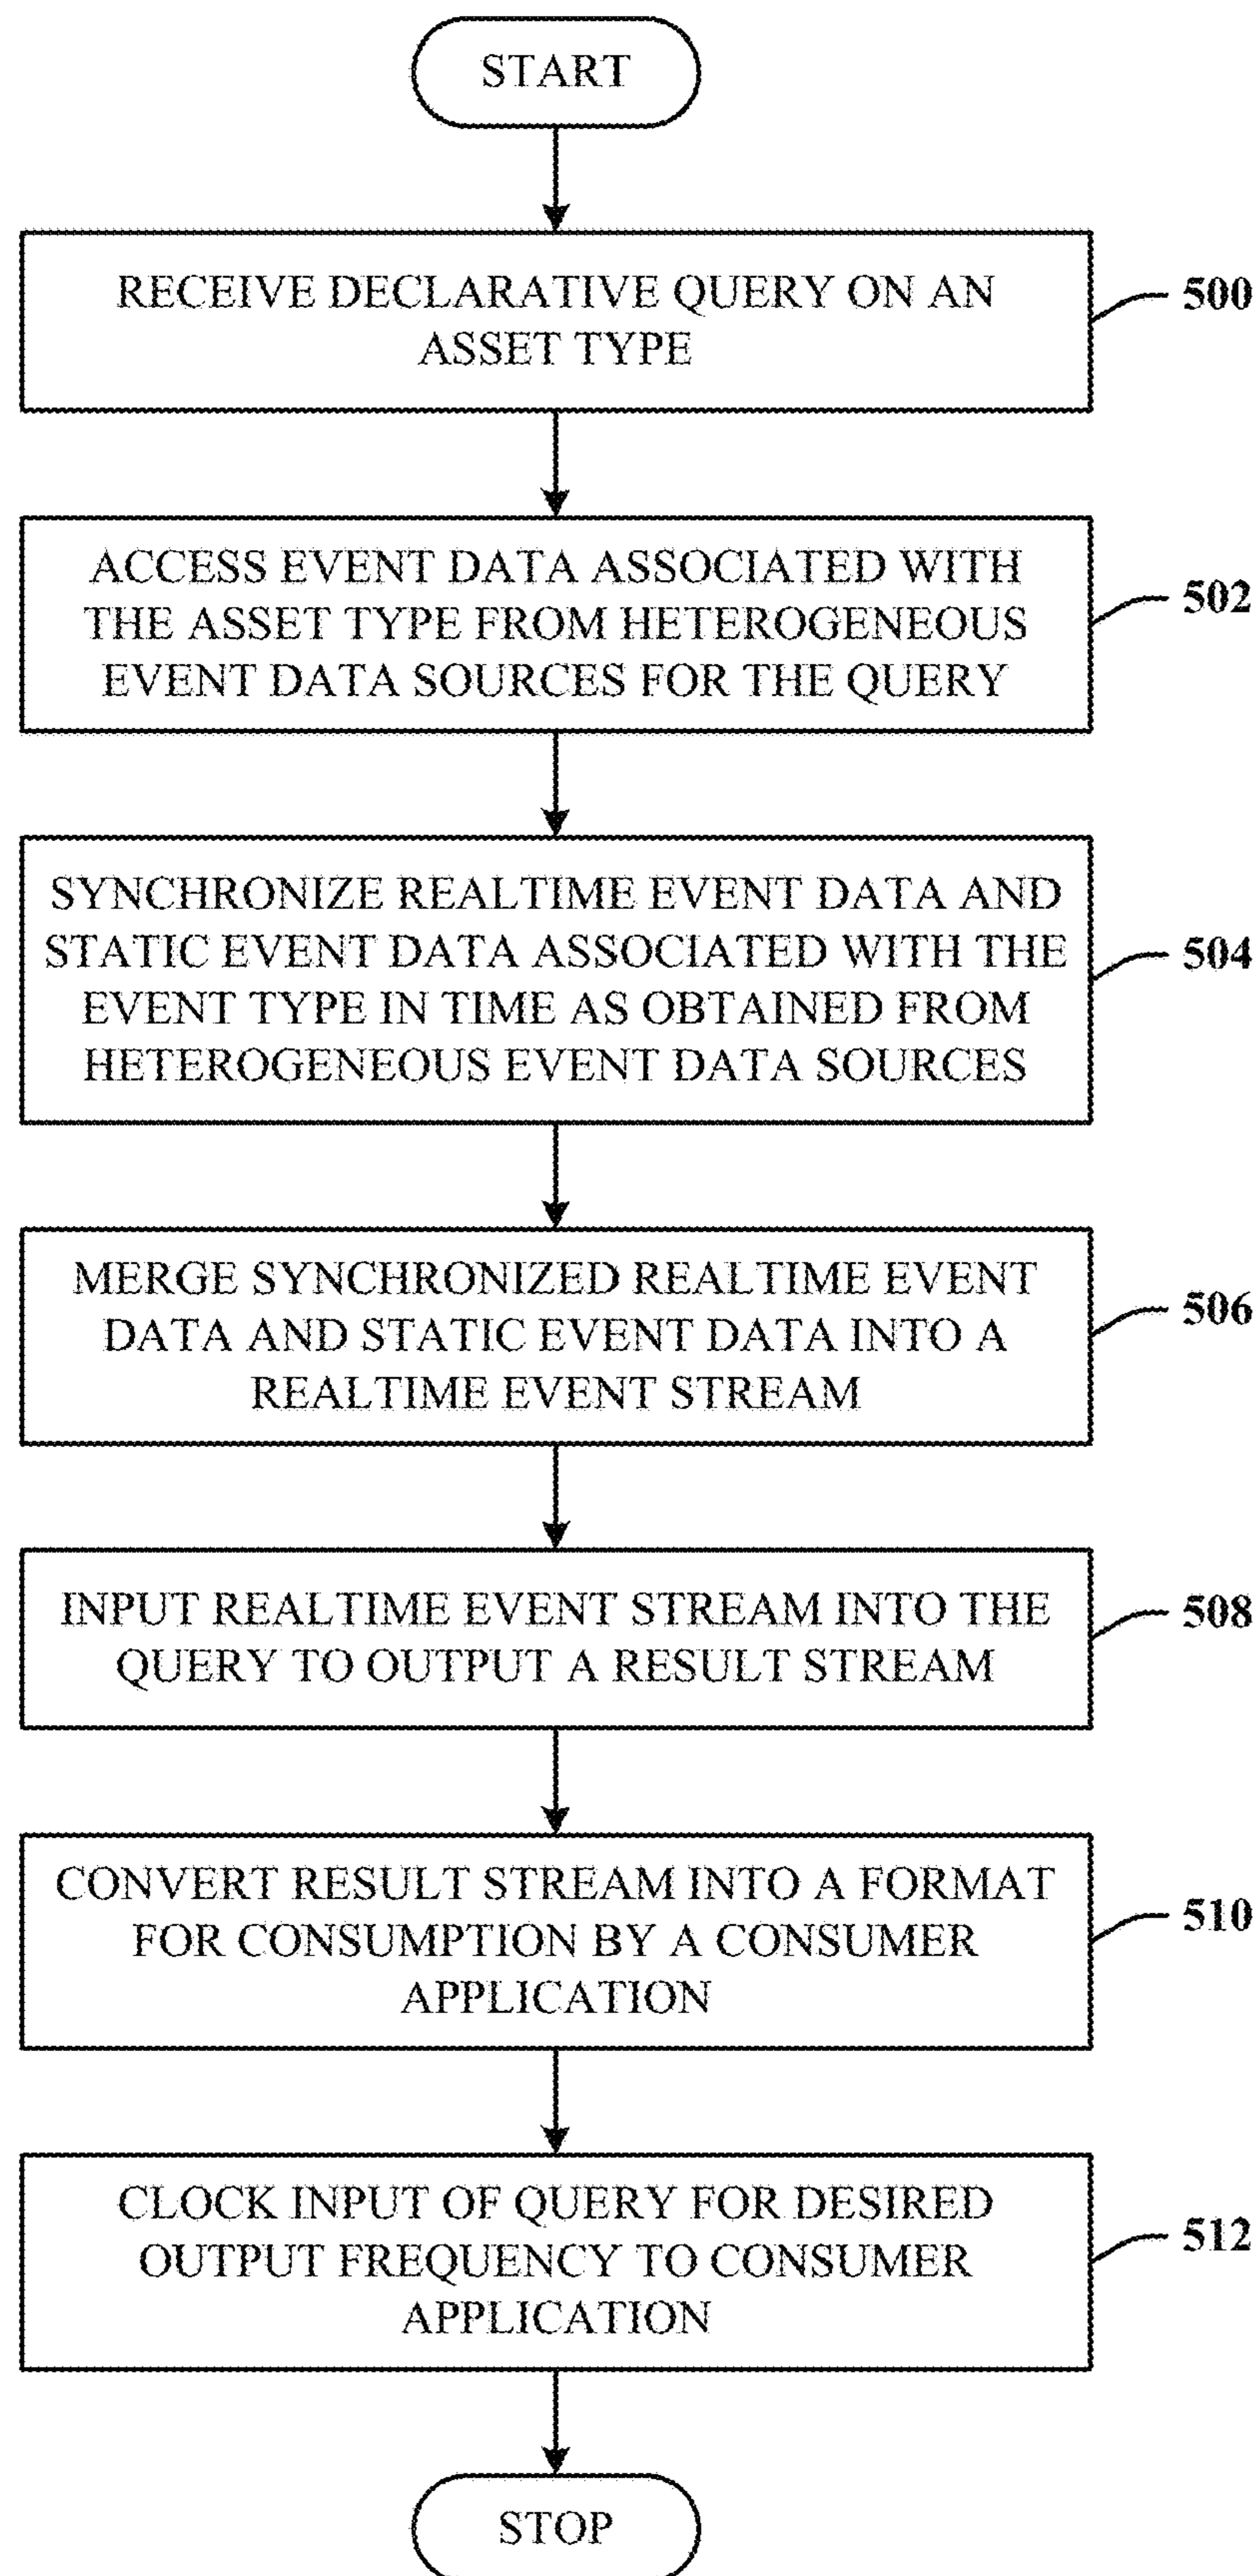 START
RECEIVE DECLARATIVE QUERY ON AN
ASSET TYPE
500
ACCESS EVENT DATA ASSOCIATED WITH
THE ASSET TYPE FROM HETEROGENEOUS
EVENT DATA SOURCES FOR THE QUERY
502
SYNCHRONIZE REALTIME EVENT DATA AND
STATIC EVENT DATA ASSOCIATED WITH THE
EVENT TYPE IN TIME AS OBTAINED FROM
HETEROGENEOUS EVENT DATA SOURCES
504
MERGE SYNCHRONIZED REALTIME EVENT
DATA AND STATIC EVENT DATA INTO A
REALTIME EVENT STREAM
506
INPUT REALTIME EVENT STREAM INTO THE
QUERY TO OUTPUT A RESULT STREAM
508
CONVERT RESULT STREAM INTO A FORMAT
FOR CONSUMPTION BY A CONSUMER
APPLICATION
510
CLOCK INPUT OF QUERY FOR DESIRED
OUTPUT FREQUENCY TO CONSUMER
APPLICATION
512
STOP